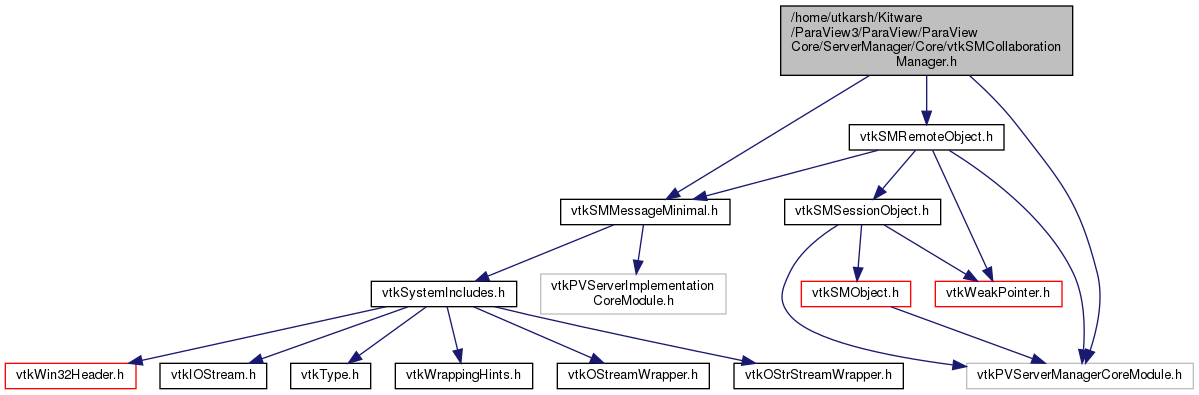 /home/utkarsh/Kitware
/ParaView3/ParaView/ParaView
Core/ServerManager/Core/vtkSMCollaboration
Manager.h
vtkSMRemoteObject.h
vtkSMMessageMinimal.h
vtkSMSessionObject.h
vtkSystemIncludes.h
vtkPVServerImplementation
CoreModule.h
vtkSMObject.h
vtkWeakPointer.h
vtkWin32Header.h
vtkIOStream.h
vtkType.h
vtkWrappingHints.h
vtkOStreamWrapper.h
vtkOStrStreamWrapper.h
vtkPVServerManagerCoreModule.h